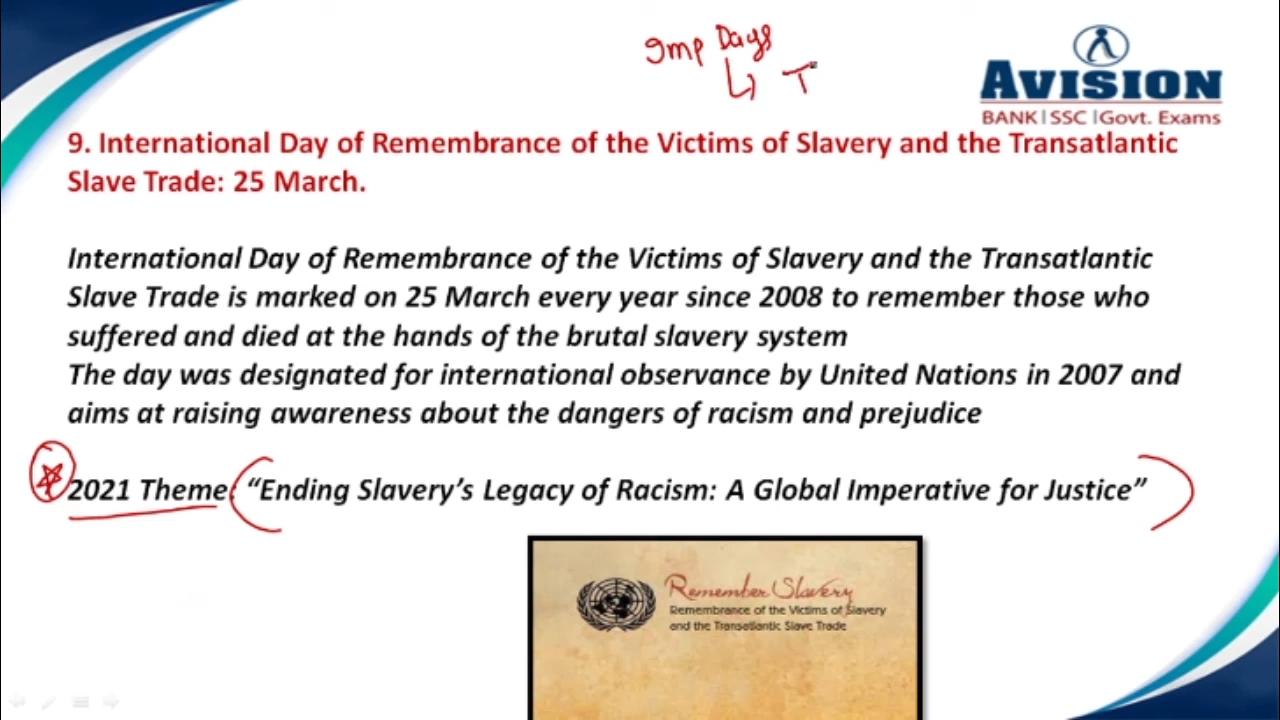 Imp Days
↳ T
AVISION
BANK | SSC | Govt. Exams
9. International Day of Remembrance of the Victims of Slavery and the Transatlantic
Slave Trade: 25 March.
International Day of Remembrance of the Victims of Slavery and the Transatlantic
Slave Trade is marked on 25 March every year since 2008 to remember those who
suffered and died at the hands of the brutal slavery system
The day was designated for international observance by United Nations in 2007 and
aims at raising awareness about the dangers of racism and prejudice
2021 Theme: “Ending Slavery’s Legacy of Racism: A Global Imperative for Justice”
Remember Slavery
Remembrance of the Victims of Slavery
and the Transatlantic Slave Trade